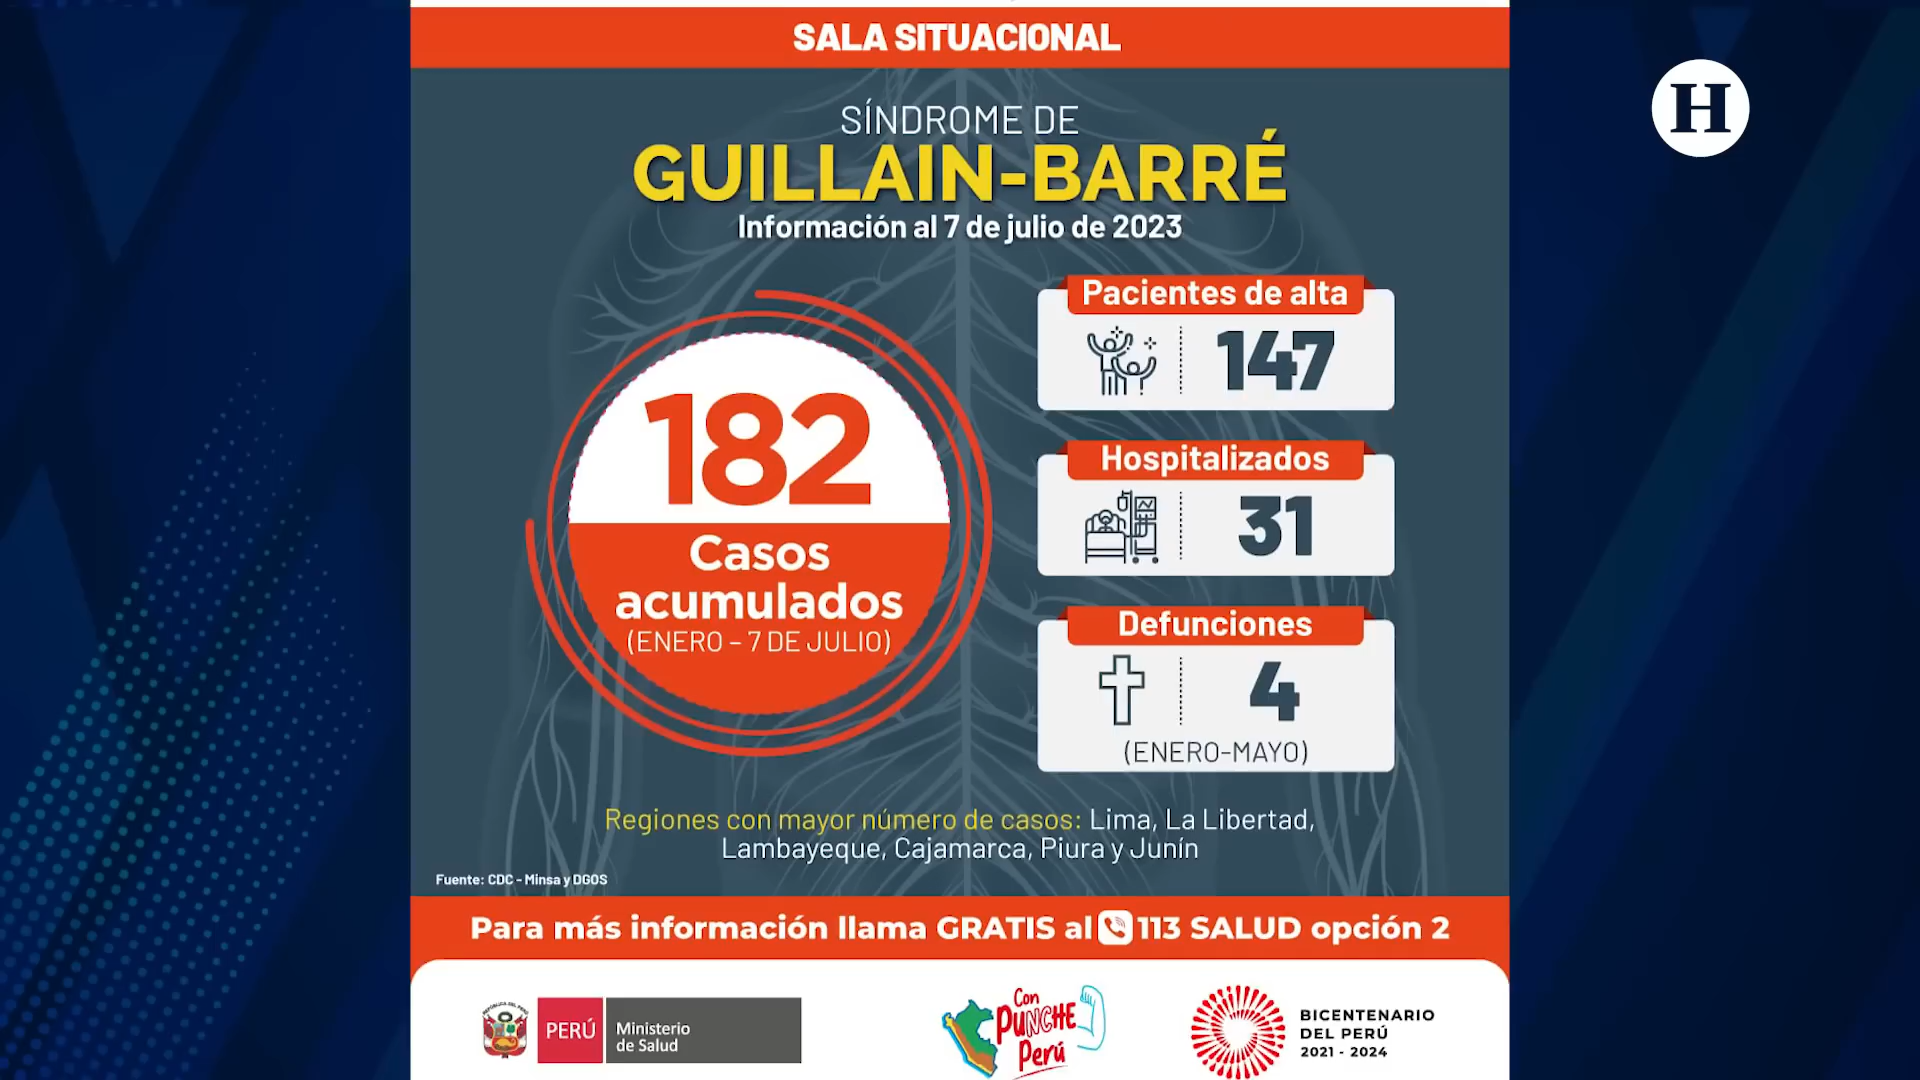 SALA SITUACIONAL
H
SÍNDROME DE
GUILLAIN-BARRÉ
Información al 7 de julio de 2023
182
Casos
acumulados
(ENERO – 7 DE JULIO)
Pacientes de alta
147
Hospitalizados
31
Defunciones
4
(ENERO-MAYO)
Regiones con mayor número de casos: Lima, La Libertad,
Lambayeque, Cajamarca, Piura y Junín
Fuente: CDC - Minsa y DGOS
Para más información llama GRATIS al 113 SALUD opción 2
REPÚBLICA DEL PERÚ
PERÚ
Ministerio
de Salud
Con
PUNCHE
Perú
BICENTENARIO
DEL PERÚ
2021 - 2024